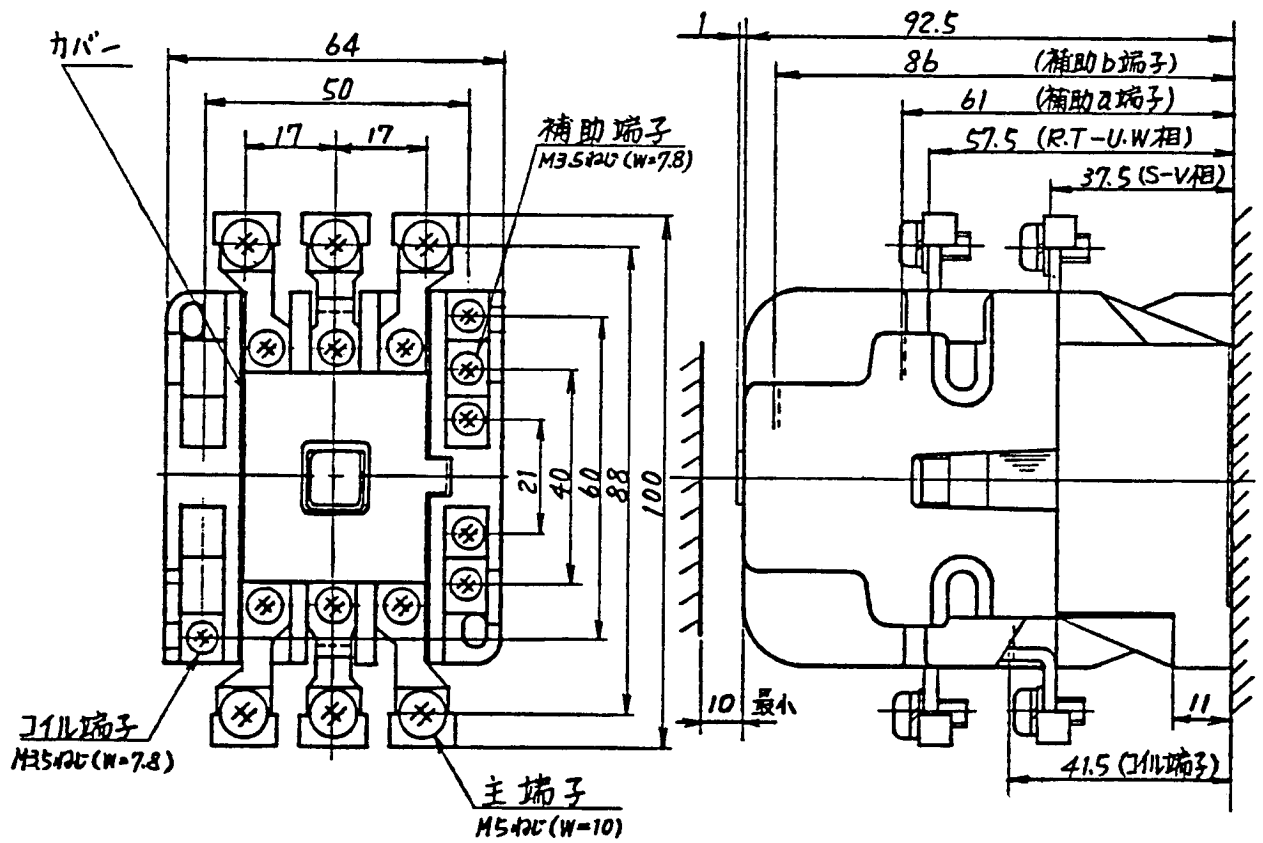 カバー
64
50
17
17
補助端子
M3.5ねじ(W=7.8)
21
40
60
88
100
コイル端子
M3.5ねじ(W=7.8)
主端子
M5ねじ(W=10)
1
92.5
86 (補助b端子)
61 (補助a端子)
57.5 (R.T-U.W相)
37.5 (S-V相)
10 最小
11
41.5 (コイル端子)